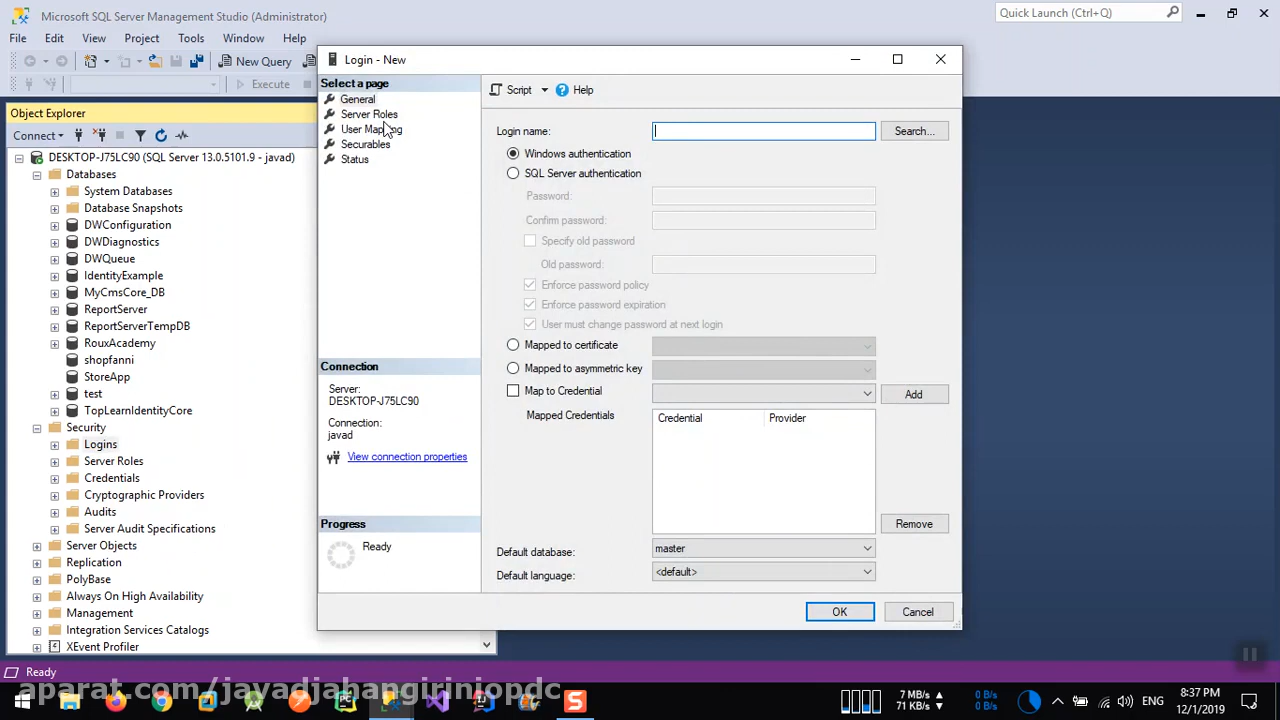 Microsoft SQL Server Management Studio (Administrator)
Quick Launch (Ctrl+Q)
File Edit View Project Tools Window Help
New Query
Execute
Object Explorer
Connect
DESKTOP-J75LC90 (SQL Server 13.0.5101.9 - javad)
Databases
System Databases
Database Snapshots
DWConfiguration
DWDiagnostics
DWQueue
IdentityExample
MyCmsCore_DB
ReportServer
ReportServerTempDB
RouxAcademy
shopfanni
StoreApp
test
TopLearnIdentityCore
Security
Logins
Server Roles
Credentials
Cryptographic Providers
Audits
Server Audit Specifications
Server Objects
Replication
PolyBase
Always On High Availability
Management
Integration Services Catalogs
XEvent Profiler
Login - New
Select a page
General
Server Roles
User Mapping
Securables
Status
Connection
Server:
DESKTOP-J75LC90
Connection:
javad
View connection properties
Progress
Ready
Script Help
Login name: Search...
Windows authentication
SQL Server authentication
Password:
Confirm password:
Specify old password
Old password:
Enforce password policy
Enforce password expiration
User must change password at next login
Mapped to certificate
Mapped to asymmetric key
Map to Credential Add
Mapped Credentials Credential Provider
Remove
Default database: master
Default language: <default>
OK Cancel
Ready
aparat.com/javadjahangiriniopdc
7 MB/s
71 KB/s
0 B/s
0 B/s
ENG
8:37 PM
12/1/2019